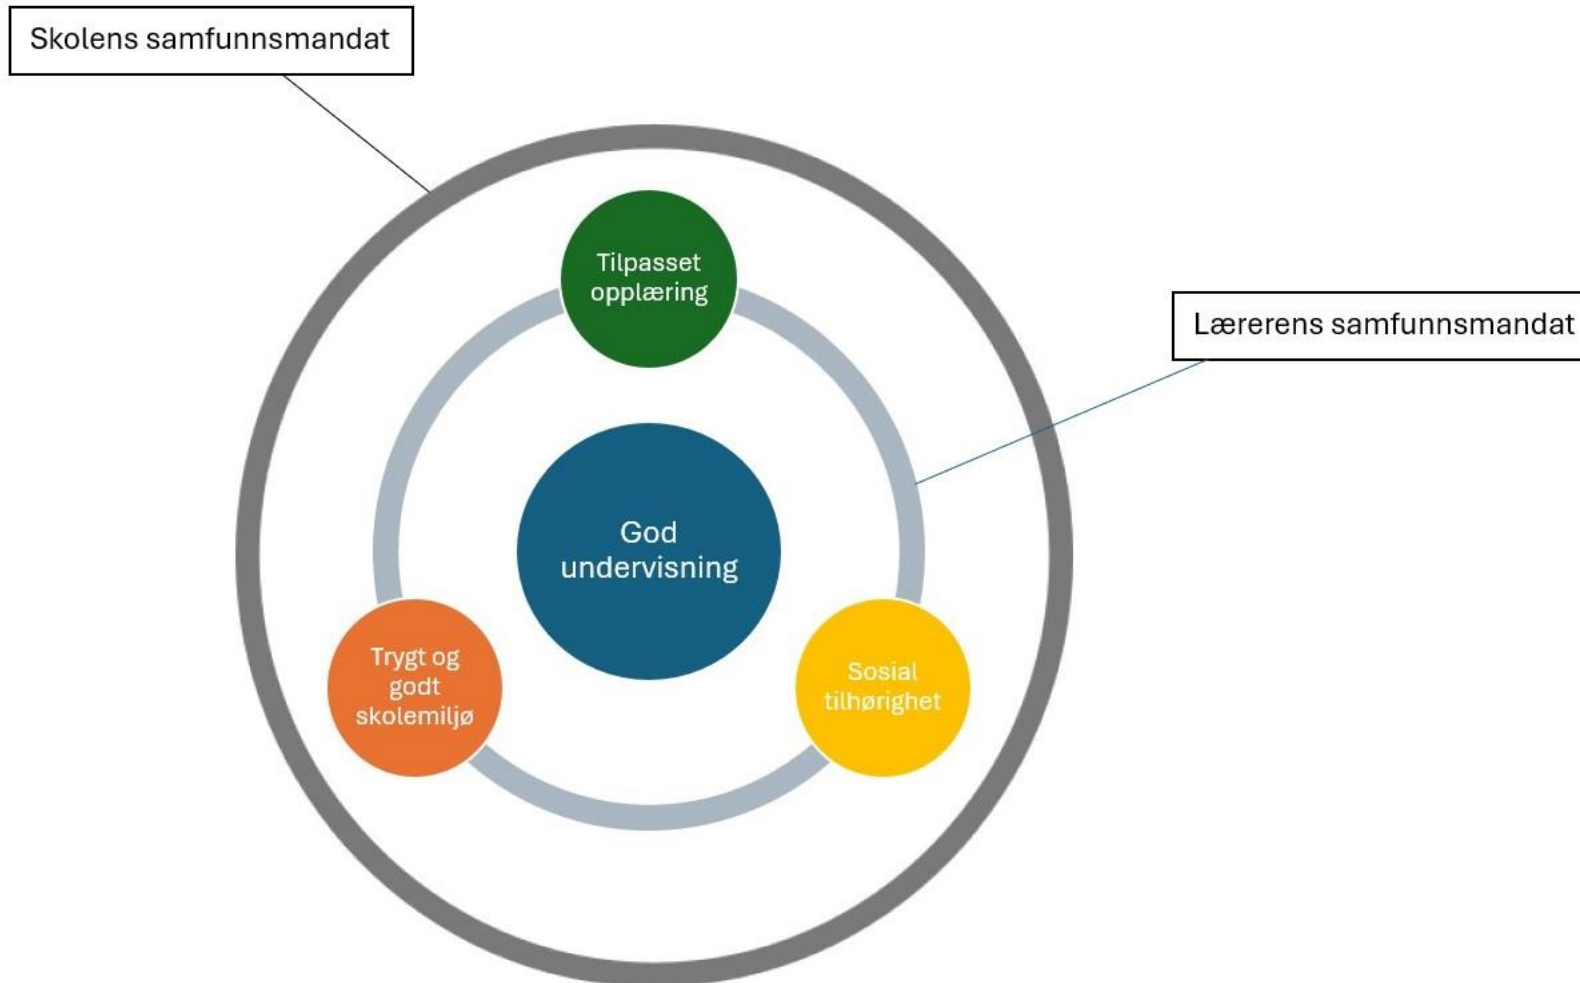 Skolens samfunnsmandat
Tilpasset
opplæring
Lærerens samfunnsmandat
God
undervisning
Trygt og
godt
skolemiljø
Sosial
tilhørighet